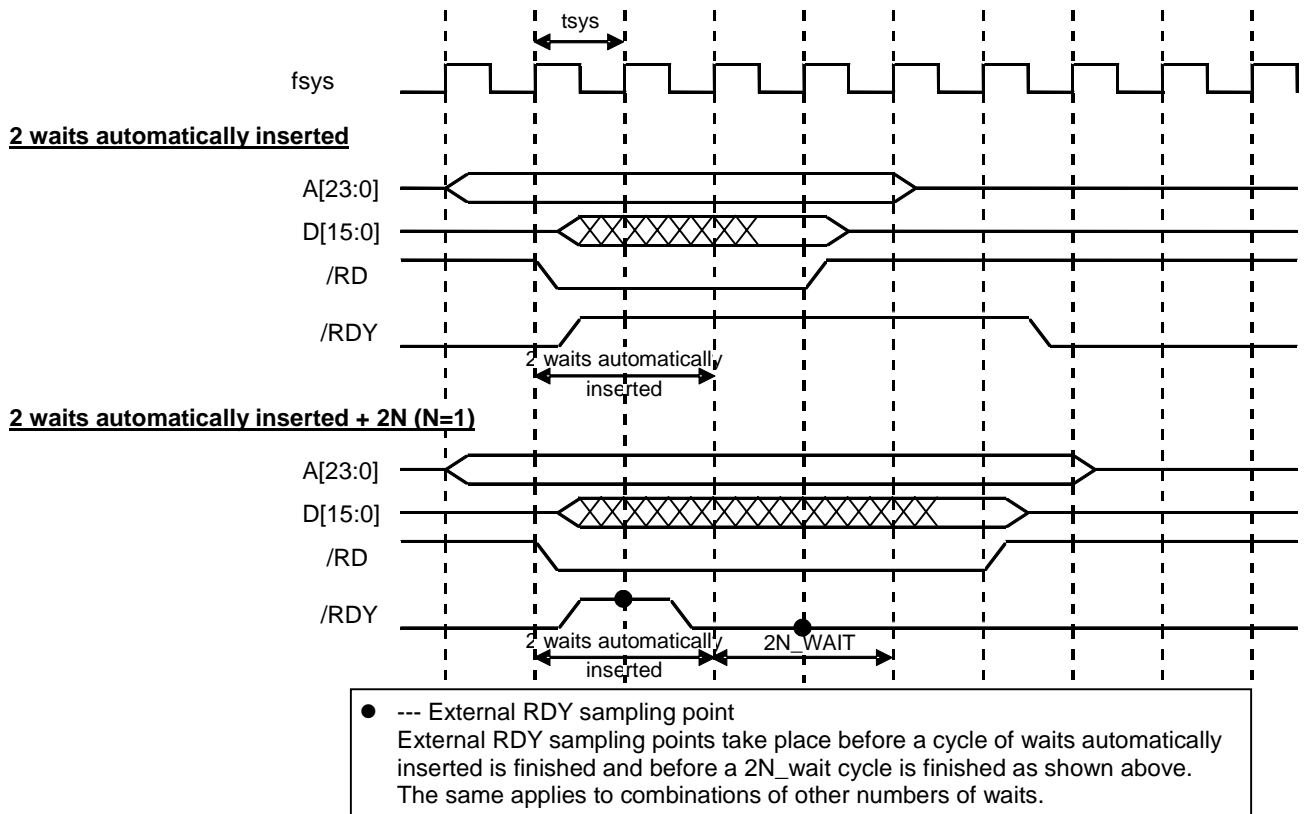 tsys
fsys
2 waits automatically inserted
A[23:0]
D[15:0]
/RD
/RDY
2 waits automatically
inserted
2 waits automatically inserted + 2N (N=1)
A[23:0]
D[15:0]
/RD
/RDY
2 waits automatically
inserted
2N_WAIT
● --- External RDY sampling point
External RDY sampling points take place before a cycle of waits automatically
inserted is finished and before a 2N_wait cycle is finished as shown above.
The same applies to combinations of other numbers of waits.